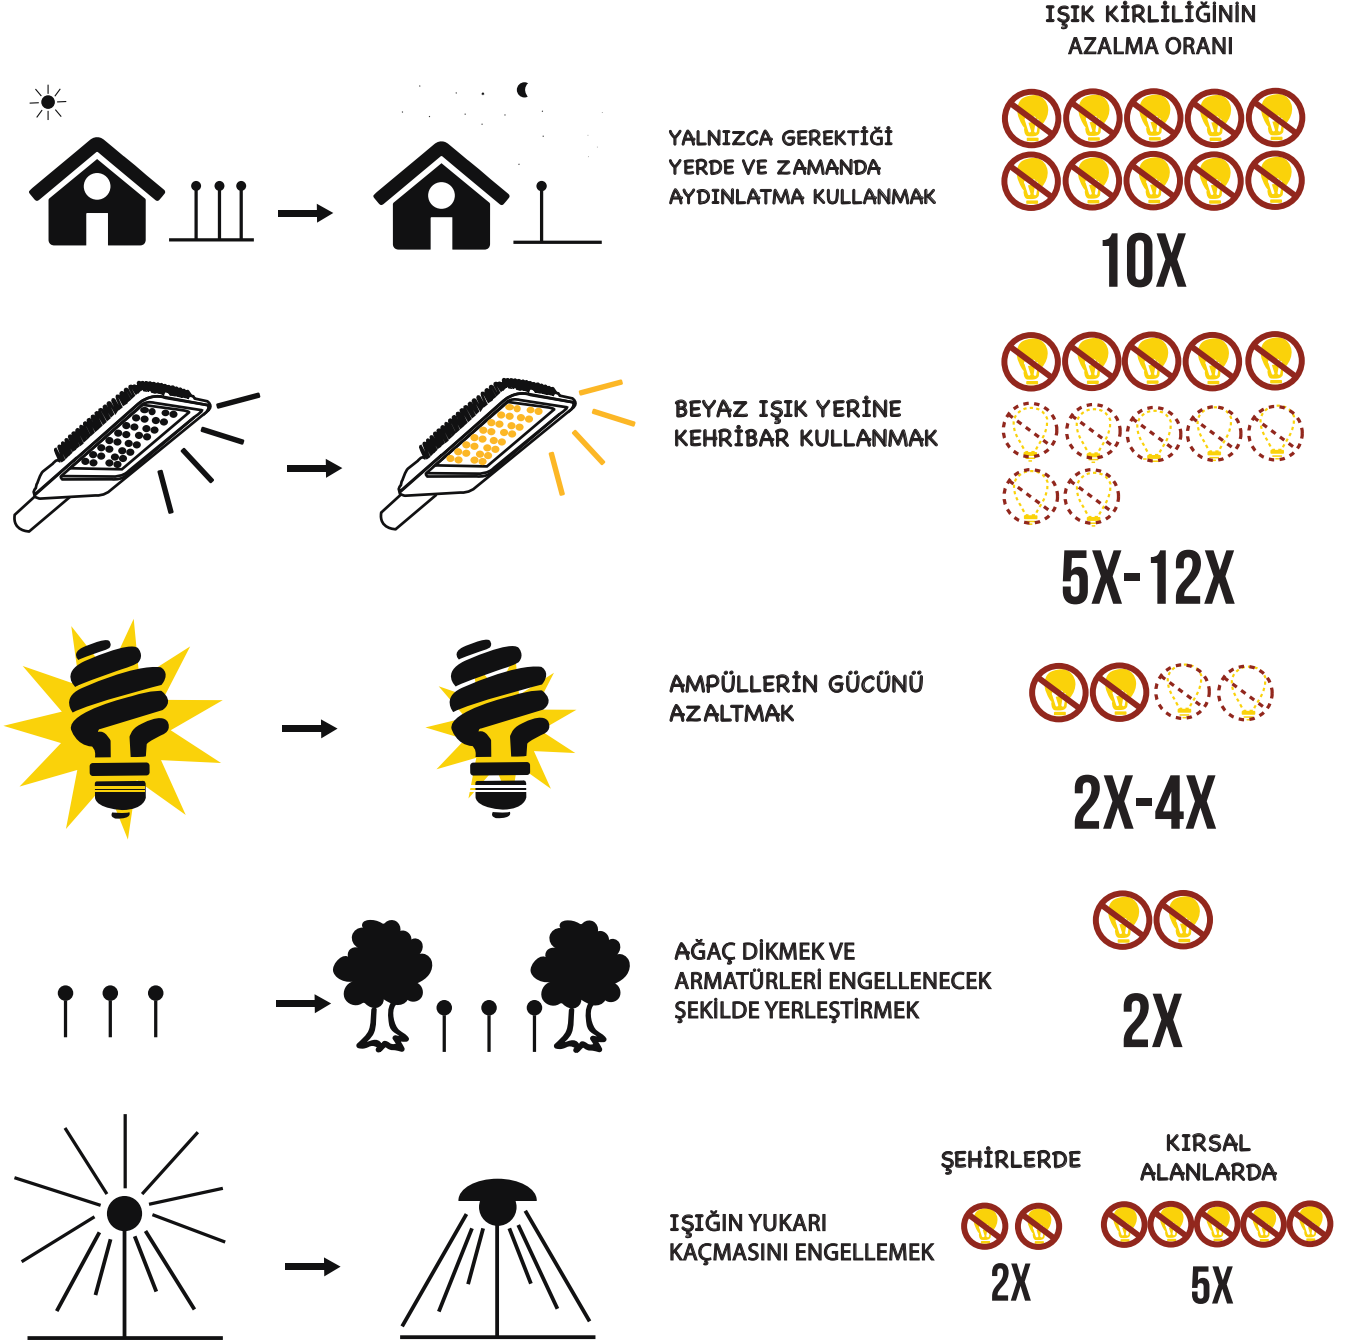 IŞIK KİRLİLİĞİNİN
AZALMA ORANI
YALNIZCA GEREKTİĞİ
YERDE VE ZAMANDA
AYDINLATMA KULLANMAK
10X
BEYAZ IŞIK YERİNE
KEHRİBAR KULLANMAK
5X-12X
AMPÜLLERİN GÜCÜNÜ
AZALTMAK
2X-4X
AĞAÇ DİKMEK VE
ARMATÜRLERİ ENGELLENECEK
ŞEKİLDE YERLEŞTİRMEK
2X
IŞIĞIN YUKARI
KAÇMASINI ENGELLEMEK
ŞEHİRLERDE
2X
KIRSAL
ALANLARDA
5X